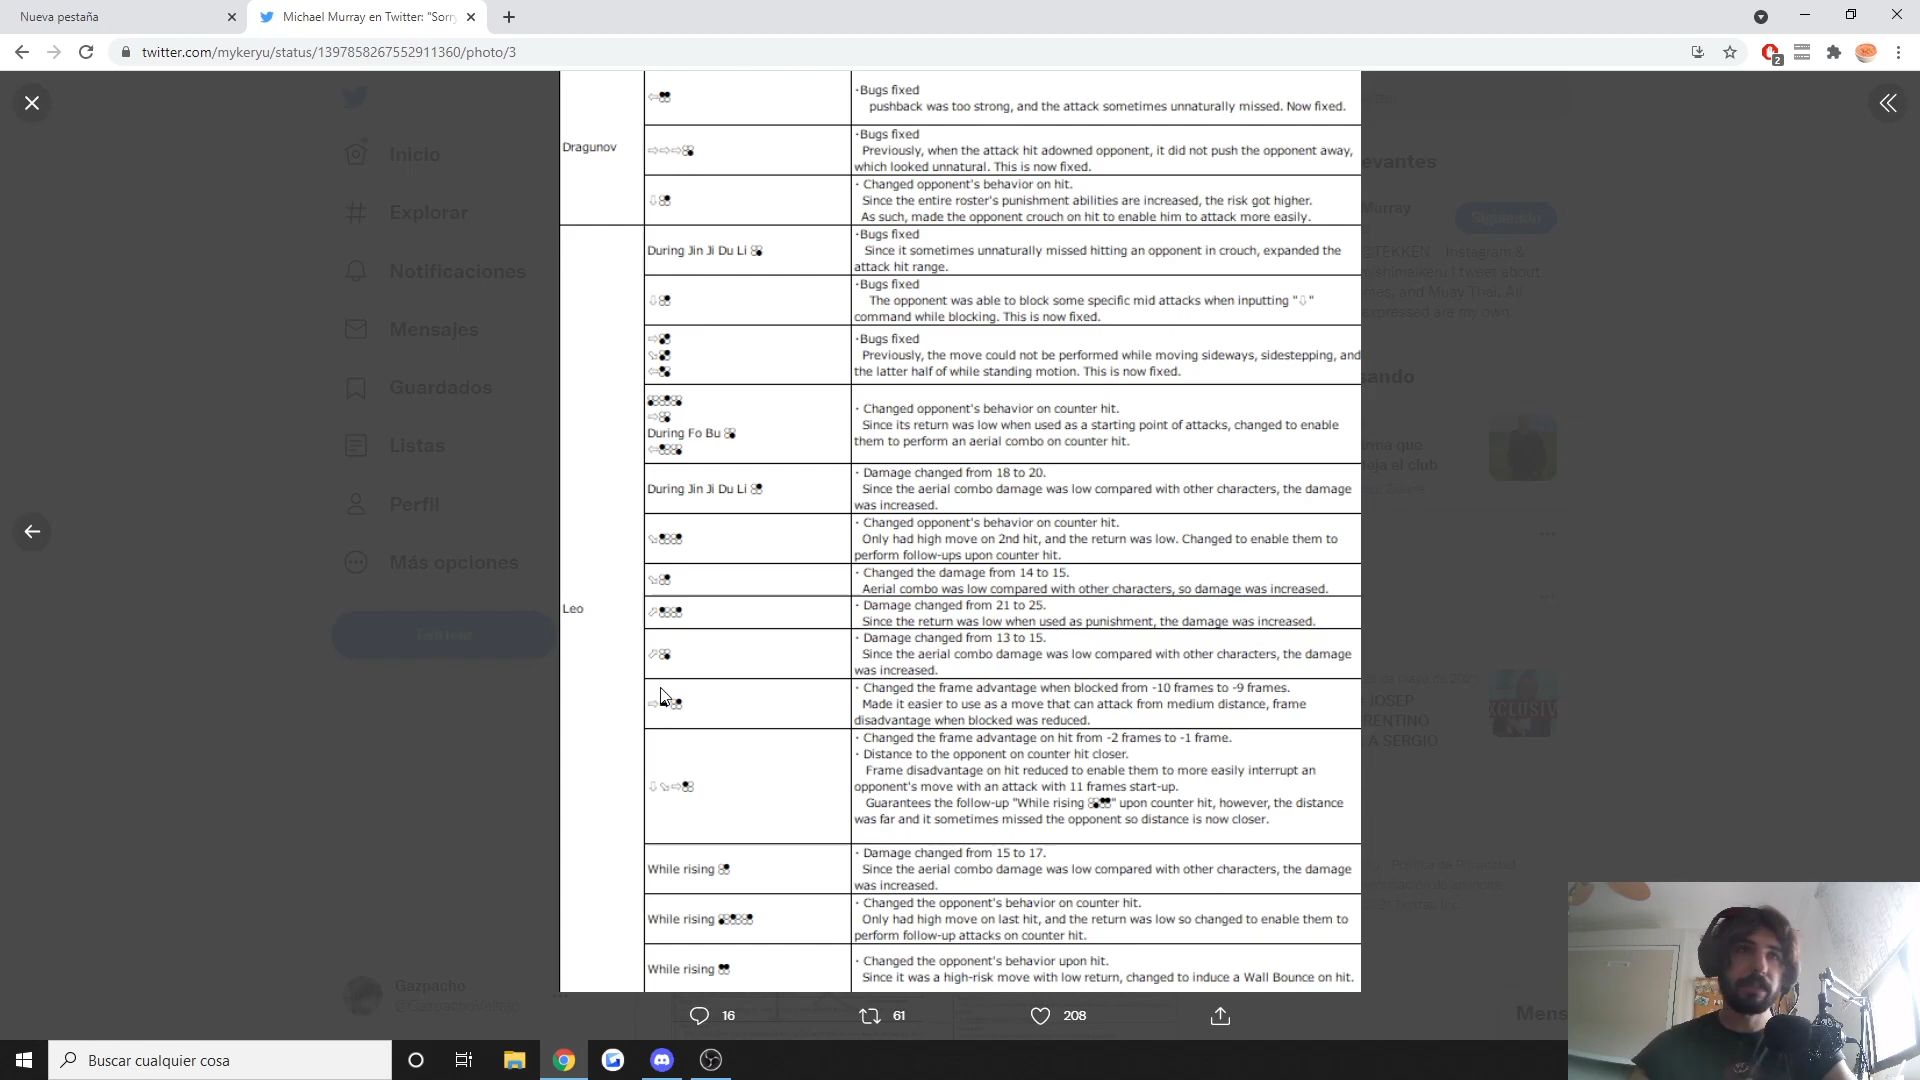 Nueva pestaña
Michael Murray en Twitter: "Sorry
twitter.com/mykeryu/status/1397858267552911360/photo/3
2
Inicio
Explorar
Notificaciones
Mensajes
Guardados
Listas
Perfil
Más opciones
Gazpacho
Dragunov
·Bugs fixed
pushback was too strong, and the attack sometimes unnaturally missed. Now fixed.
·Bugs fixed
Previously, when the attack hit adowned opponent, it did not push the opponent away,
which looked unnatural. This is now fixed.
· Changed opponent's behavior on hit.
Since the entire roster's punishment abilities are increased, the risk got higher.
As such, made the opponent crouch on hit to enable him to attack more easily.
Leo
During Jin Ji Du Li
·Bugs fixed
Since it sometimes unnaturally missed hitting an opponent in crouch, expanded the
attack hit range.
⇩
·Bugs fixed
The opponent was able to block some specific mid attacks when inputting "⇩"
command while blocking. This is now fixed.
·Bugs fixed
Previously, the move could not be performed while moving sideways, sidestepping, and
the latter half of while standing motion. This is now fixed.
During Fo Bu
· Changed opponent's behavior on counter hit.
Since its return was low when used as a starting point of attacks, changed to enable
them to perform an aerial combo on counter hit.
During Jin Ji Du Li
· Damage changed from 18 to 20.
Since the aerial combo damage was low compared with other characters, the damage
was increased.
· Changed opponent's behavior on counter hit.
Only had high move on 2nd hit, and the return was low. Changed to enable them to
perform follow-ups upon counter hit.
· Changed the damage from 14 to 15.
Aerial combo was low compared with other characters, so damage was increased.
· Damage changed from 21 to 25.
Since the return was low when used as punishment, the damage was increased.
· Damage changed from 13 to 15.
Since the aerial combo damage was low compared with other characters, the damage
was increased.
· Changed the frame advantage when blocked from -10 frames to -9 frames.
Made it easier to use as a move that can attack from medium distance, frame
disadvantage when blocked was reduced.
· Changed the frame advantage on hit from -2 frames to -1 frame.
· Distance to the opponent on counter hit closer.
Frame disadvantage on hit reduced to enable them to more easily interrupt an
opponent's move with an attack with 11 frames start-up.
Guarantees the follow-up "While rising " upon counter hit, however, the distance
was far and it sometimes missed the opponent so distance is now closer.
While rising
· Damage changed from 15 to 17.
Since the aerial combo damage was low compared with other characters, the damage
was increased.
While rising
· Changed the opponent's behavior on counter hit.
Only had high move on last hit, and the return was low so changed to enable them to
perform follow-up attacks on counter hit.
While rising
· Changed the opponent's behavior upon hit.
Since it was a high-risk move with low return, changed to induce a Wall Bounce on hit.
16
61
208
Buscar cualquier cosa